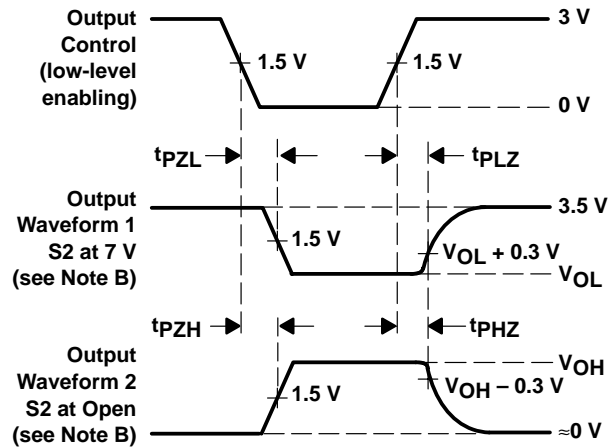 Output
Control
(low-level
enabling)
3 V
1.5 V
1.5 V
0 V
tPZL
tPLZ
Output
Waveform 1
S2 at 7 V
(see Note B)
3.5 V
1.5 V
VOL + 0.3 V
VOL
tPZH
tPHZ
Output
Waveform 2
S2 at Open
(see Note B)
VOH
1.5 V
VOH − 0.3 V
≈0 V